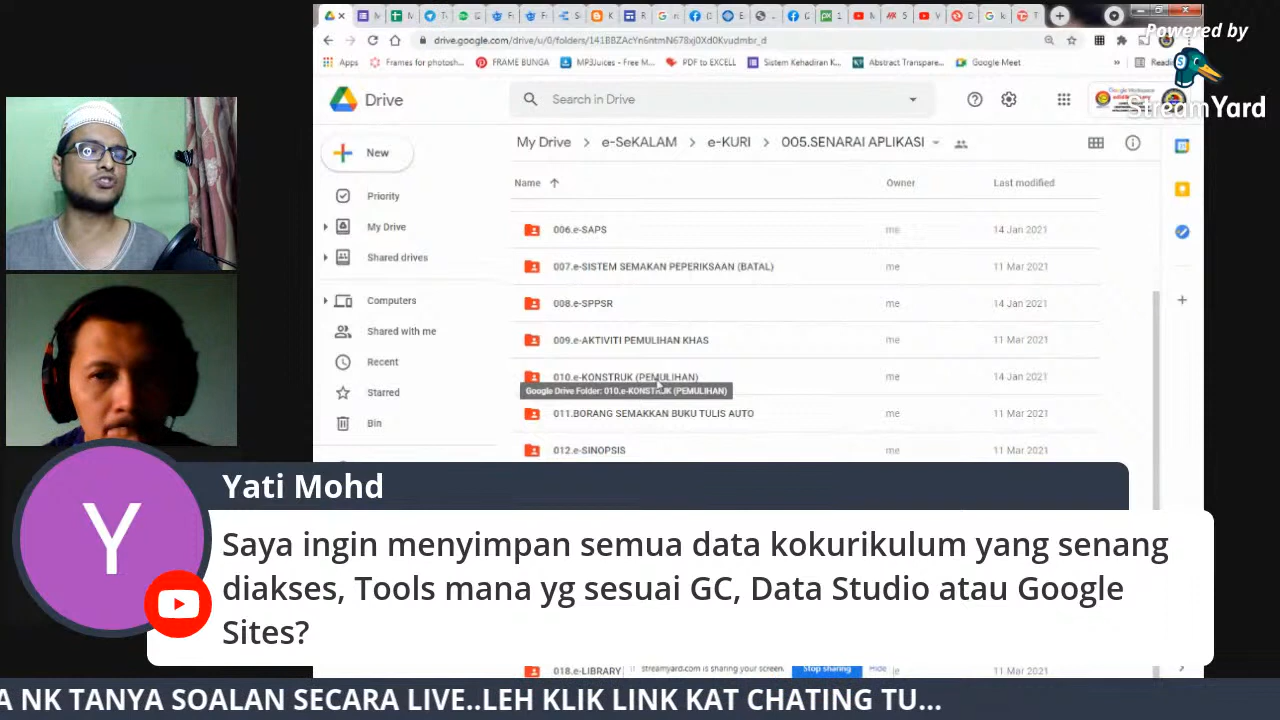 drive.google.com/drive/u/0/folders/141BBZAcYn6ntmN678xj0Xd0Kvudmbr_d
Powered by
StreamYard
Apps
Frames for photosh...
FRAME BUNGA
MP3Juices - Free M...
PDF to EXCELL
Sistem Kehadiran K...
Abstract Transpare...
Google Meet
»
Drive
Search in Drive
New
My Drive > e-SeKALAM > e-KURI > 005.SENARAI APLIKASI
Name
Owner
Last modified
Priority
My Drive
Shared drives
Computers
Shared with me
Recent
Starred
Bin
006.e-SAPS me 14 Jan 2021
007.e-SISTEM SEMAKAN PEPERIKSAAN (BATAL) me 11 Mar 2021
008.e-SPPSR me 14 Jan 2021
009.e-AKTIVITI PEMULIHAN KHAS me 11 Mar 2021
010.e-KONSTRUK (PEMULIHAN) me 14 Jan 2021
Google Drive Folder: 010.e-KONSTRUK (PEMULIHAN)
011.BORANG SEMAKKAN BUKU TULIS AUTO me 11 Mar 2021
012.e-SINOPSIS me 11 Mar 2021
Y
Yati Mohd
Saya ingin menyimpan semua data kokurikulum yang senang
diakses, Tools mana yg sesuai GC, Data Studio atau Google
Sites?
018.e-LIBRARY 11 Mar 2021
streamyard.com is sharing your screen.
Stop sharing
Hide
A NK TANYA SOALAN SECARA LIVE..LEH KLIK LINK KAT CHATING TU...